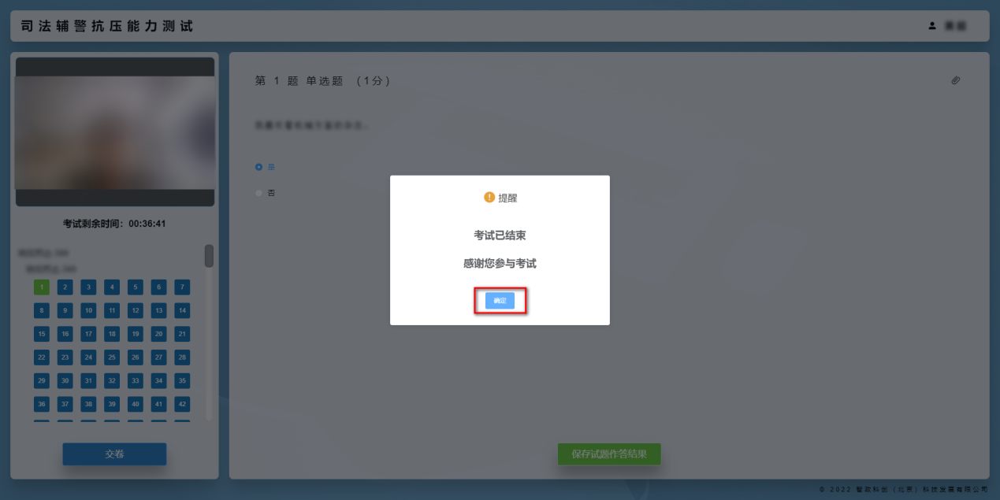 司法辅警抗压能力测试
考试剩余时间：00:36:41
1 2 3 4 5 6 7
8 9 10 11 12 13 14
15 16 17 18 19 20 21
22 23 24 25 26 27 28
29 30 31 32 33 34 35
36 37 38 39 40 41 42
交卷
第 1 题 单选题 （1分）
是
否
提醒
考试已结束
感谢您参与考试
确定
保存试题作答结果
© 2022 智政科创（北京）科技发展有限公司